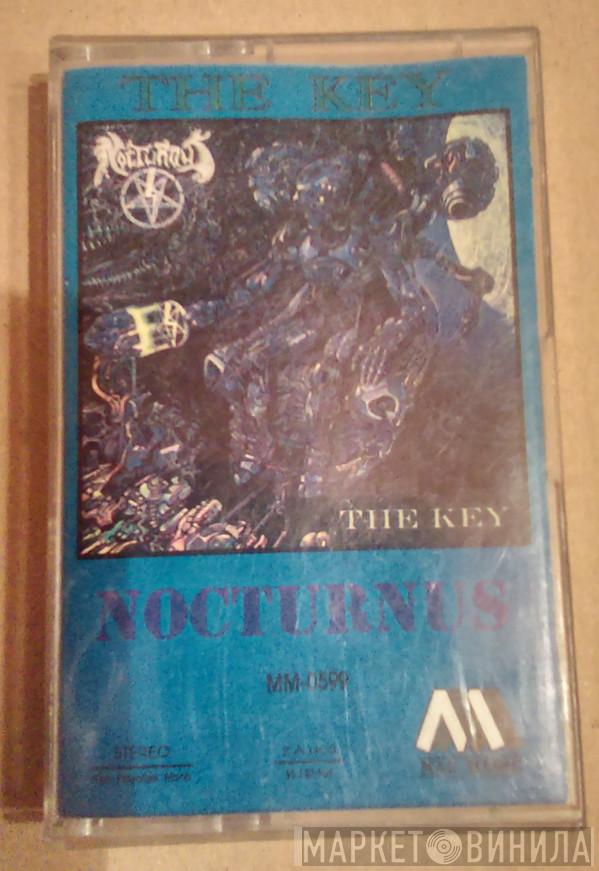 THE KEY
NOCTURNUS
THE KEY
NOCTURNUS
MM-0599
STEREO
МАРКЕТ ВИНИЛА